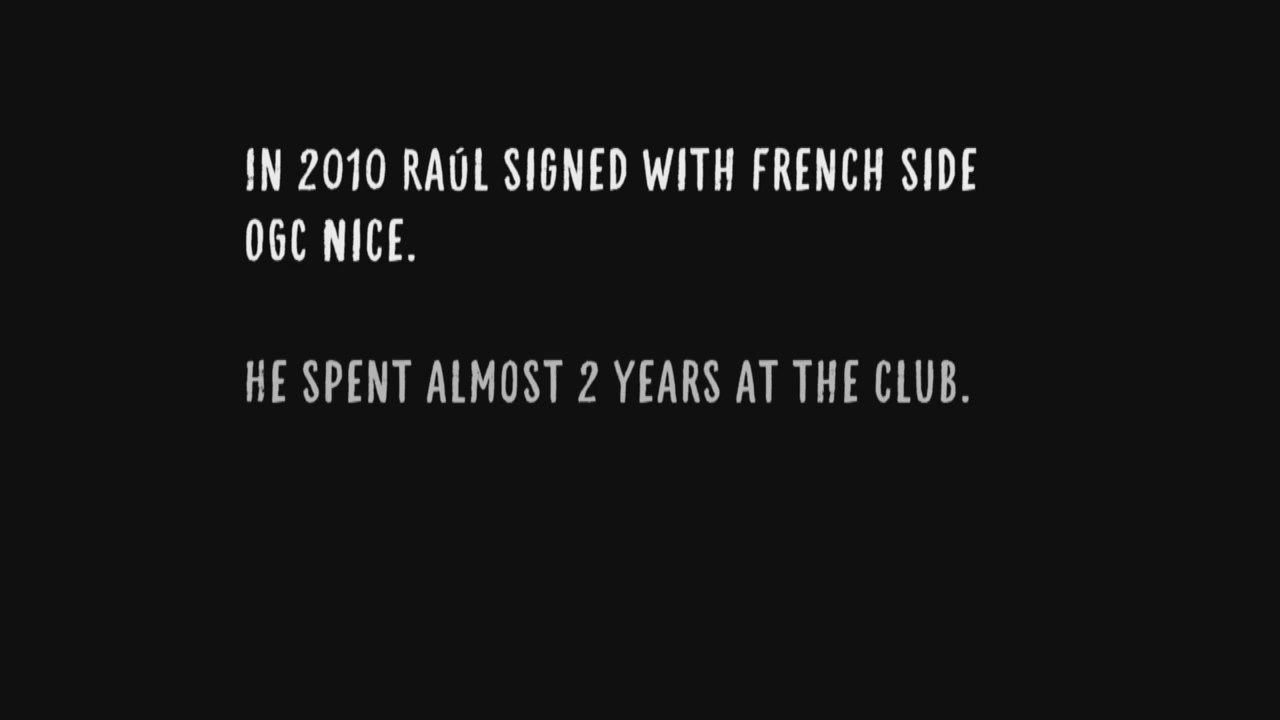 IN 2010 RAÚL SIGNED WITH FRENCH SIDE
OGC NICE.
HE SPENT ALMOST 2 YEARS AT THE CLUB.